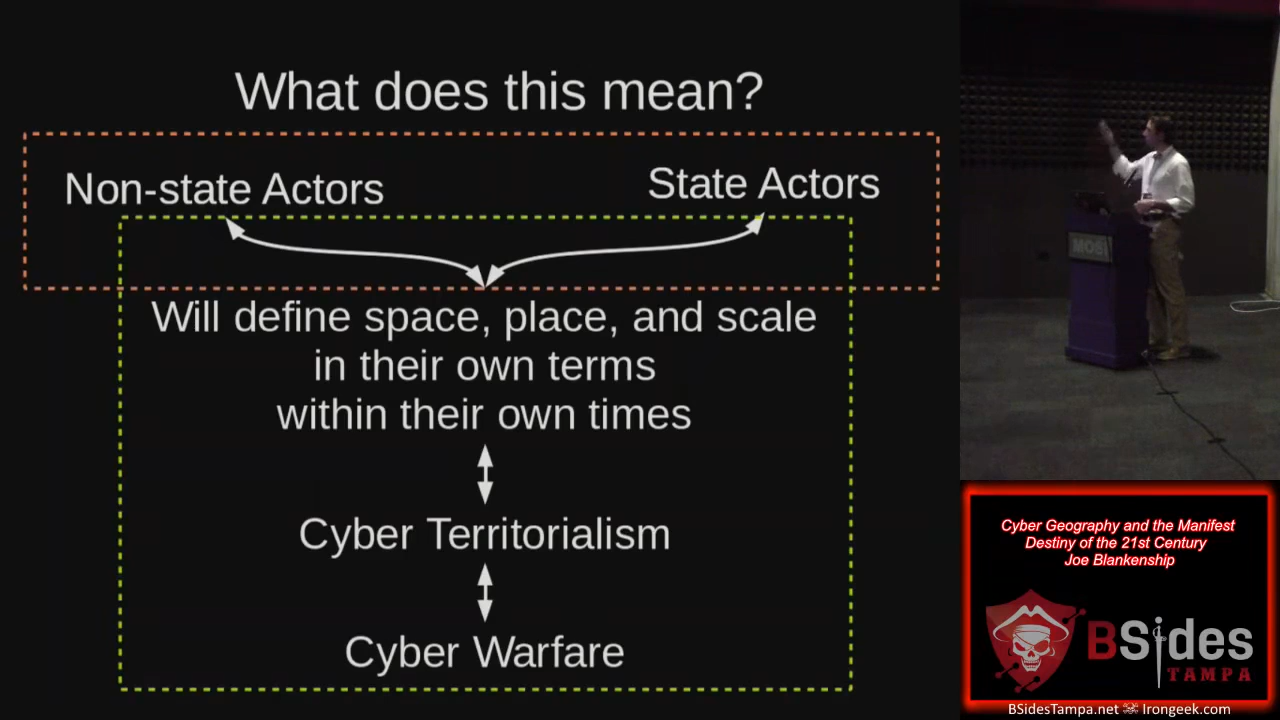 What does this mean?
Non-state Actors
State Actors
Will define space, place, and scale
in their own terms
within their own times
Cyber Territorialism
Cyber Warfare
MOSI
Cyber Geography and the Manifest
Destiny of the 21st Century
Joe Blankenship
BSides
TAMPA
BSidesTampa.net Irongeek.com